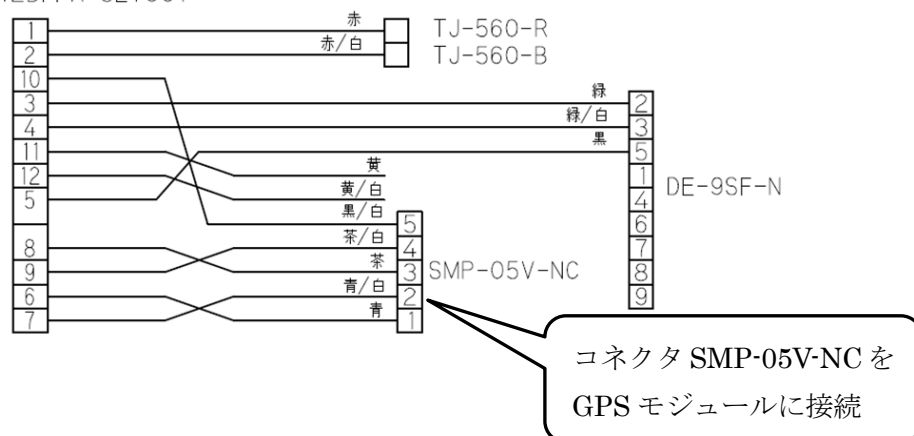 1
2
10
3
4
11
12
5
8
9
6
7
赤
赤/白
TJ-560-R
TJ-560-B
緑
緑/白
黒
黄
黄/白
黒/白
茶/白
茶
青/白
青
5
4
3
2
1
SMP-05V-NC
2
3
5
1
4
6
7
8
9
DE-9SF-N
コネクタ SMP-05V-NC を
GPS モジュールに接続